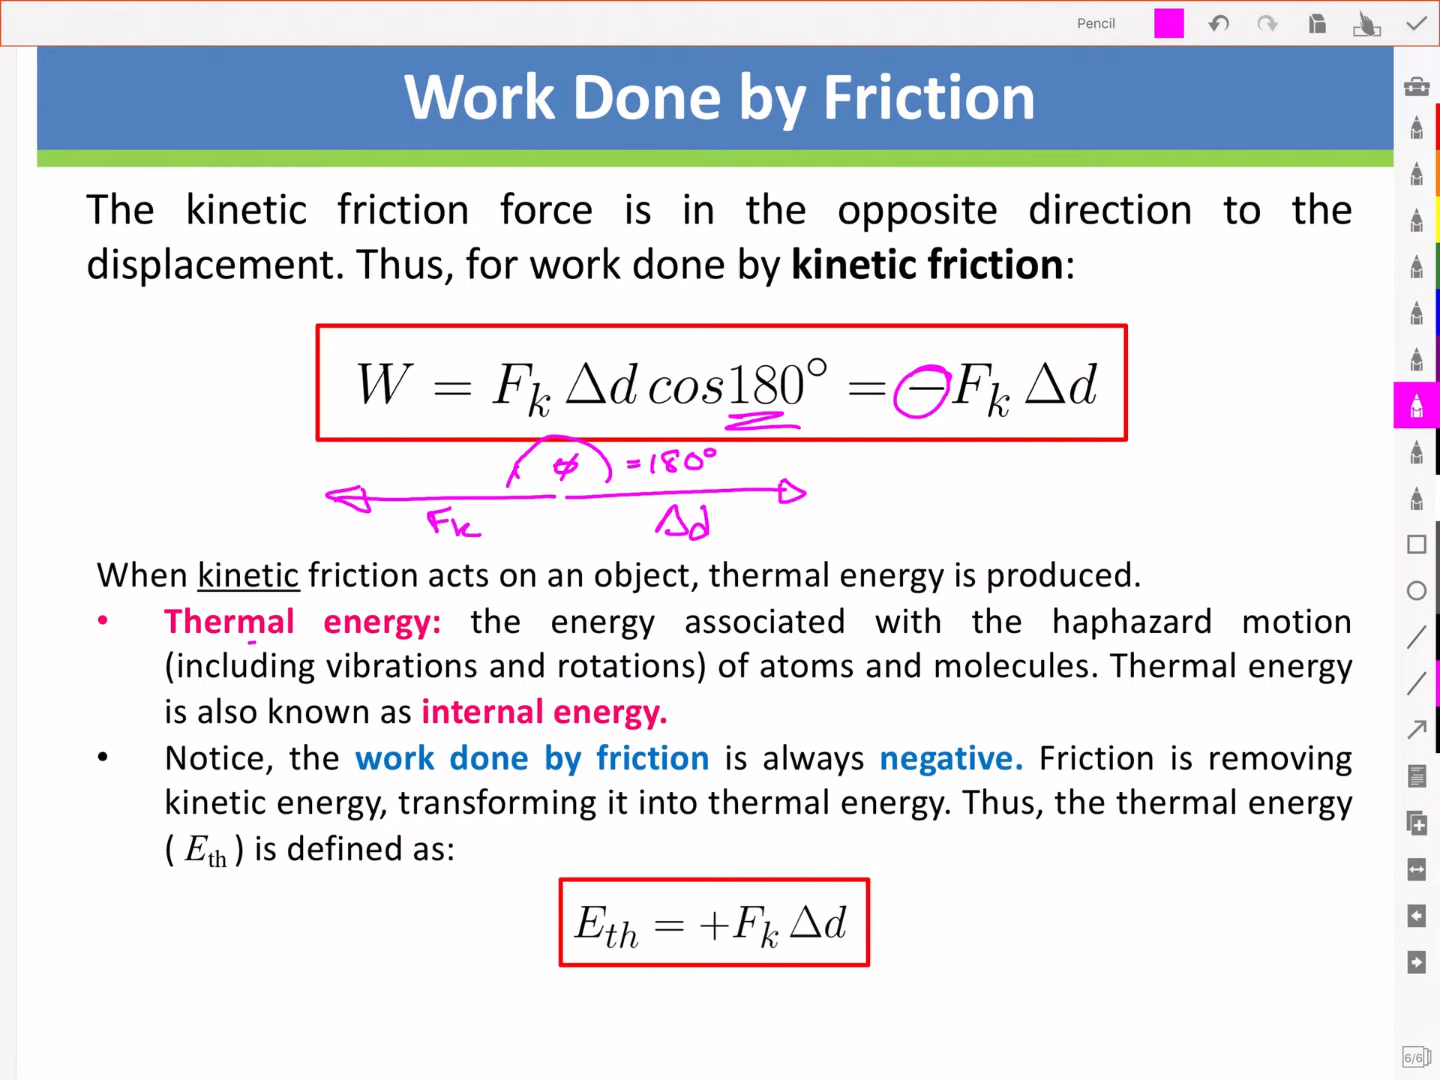 Pencil
Work Done by Friction
The kinetic friction force is in the opposite direction to the
displacement. Thus, for work done by kinetic friction:
W = F_k Δd cos180° = −F_k Δd
ϕ =180°
Fk Δd
When kinetic friction acts on an object, thermal energy is produced.
• Thermal energy: the energy associated with the haphazard motion
(including vibrations and rotations) of atoms and molecules. Thermal energy
is also known as internal energy.
• Notice, the work done by friction is always negative. Friction is removing
kinetic energy, transforming it into thermal energy. Thus, the thermal energy
( E_th ) is defined as:
E_th = +F_k Δd
6/6